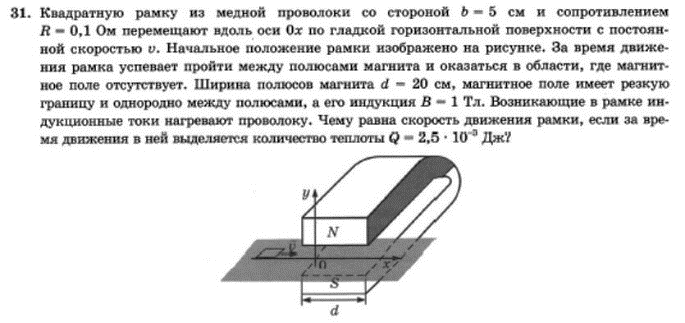 31. Квадратную рамку из медной проволоки со стороной b = 5 см и сопротивлением
R = 0,1 Ом перемещают вдоль оси 0x по гладкой горизонтальной поверхности с постоян-
ной скоростью υ. Начальное положение рамки изображено на рисунке. За время движе-
ния рамка успевает пройти между полюсами магнита и оказаться в области, где магнит-
ное поле отсутствует. Ширина полюсов магнита d = 20 см, магнитное поле имеет резкую
границу и однородно между полюсами, а его индукция B = 1 Тл. Возникающие в рамке ин-
дукционные токи нагревают проволоку. Чему равна скорость движения рамки, если за вре-
мя движения в ней выделяется количество теплоты Q = 2,5 · 10⁻³ Дж?
y
N
υ
0
x
S
d